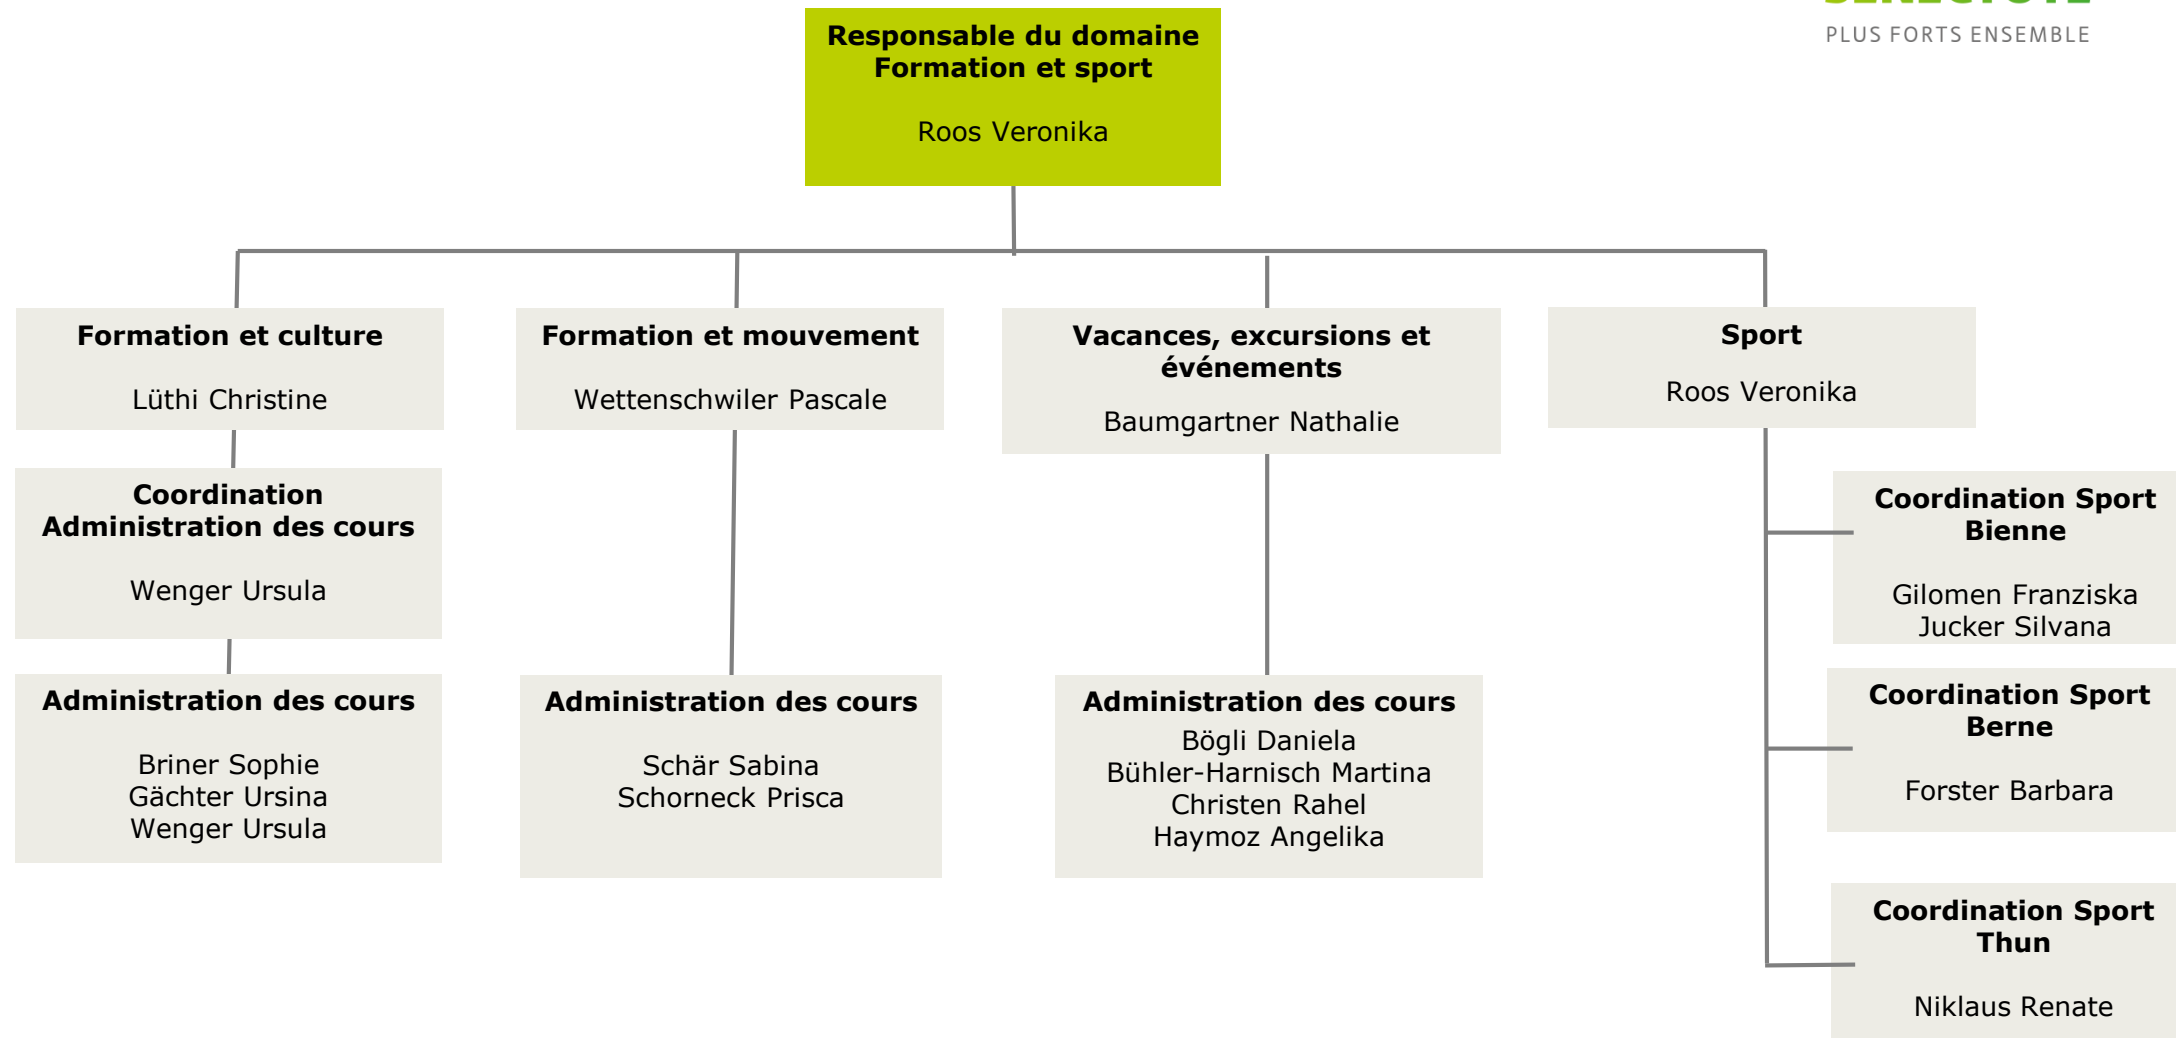 PLUS FORTS ENSEMBLE
Responsable du domaine
Formation et sport
Roos Veronika
Formation et culture
Lüthi Christine
Formation et mouvement
Wettenschwiler Pascale
Vacances, excursions et
événements
Baumgartner Nathalie
Sport
Roos Veronika
Coordination
Administration des cours
Wenger Ursula
Administration des cours
Briner Sophie
Gächter Ursina
Wenger Ursula
Administration des cours
Schär Sabina
Schorneck Prisca
Administration des cours
Bögli Daniela
Bühler-Harnisch Martina
Christen Rahel
Haymoz Angelika
Coordination Sport
Bienne
Gilomen Franziska
Jucker Silvana
Coordination Sport
Berne
Forster Barbara
Coordination Sport
Thun
Niklaus Renate